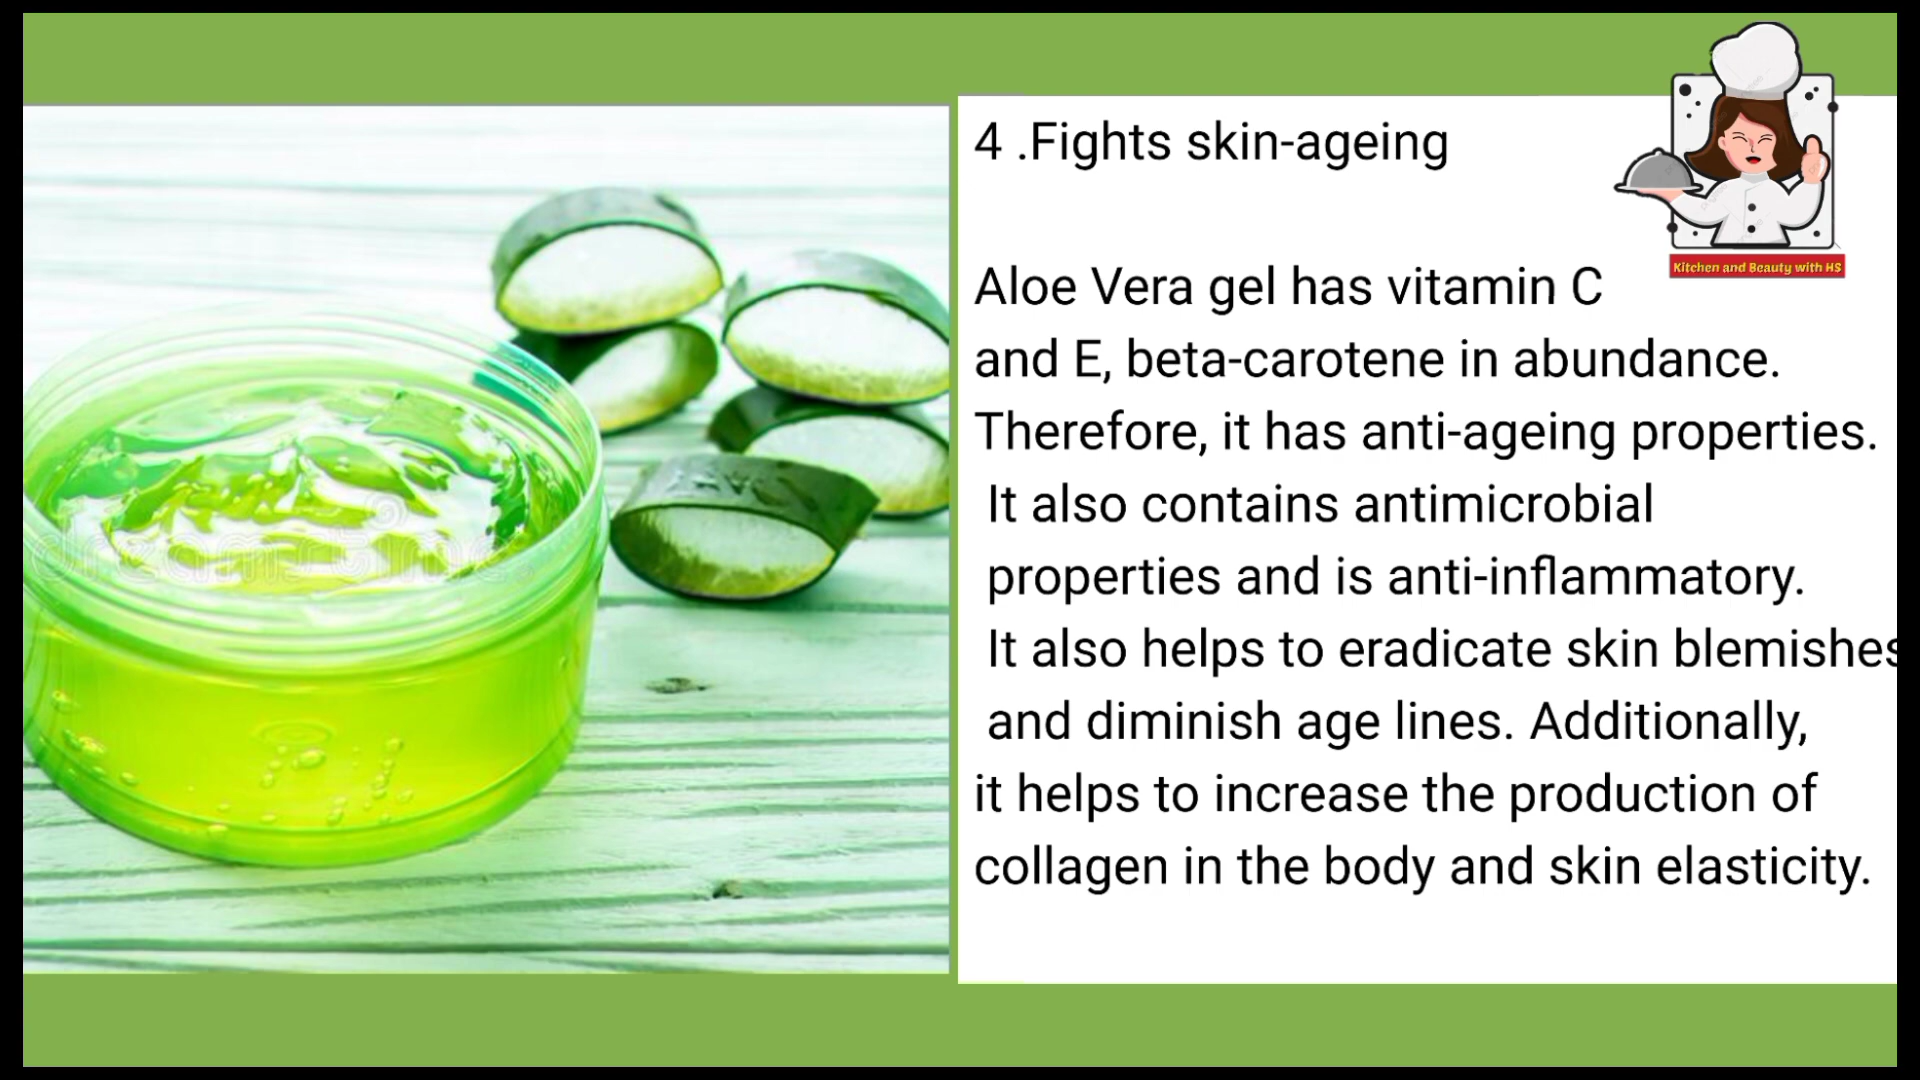 4 .Fights skin-ageing
Aloe Vera gel has vitamin C
and E, beta-carotene in abundance.
Therefore, it has anti-ageing properties.
It also contains antimicrobial
properties and is anti-inflammatory.
It also helps to eradicate skin blemishes
and diminish age lines. Additionally,
it helps to increase the production of
collagen in the body and skin elasticity.
Kitchen and Beauty with HS
dreamstime.